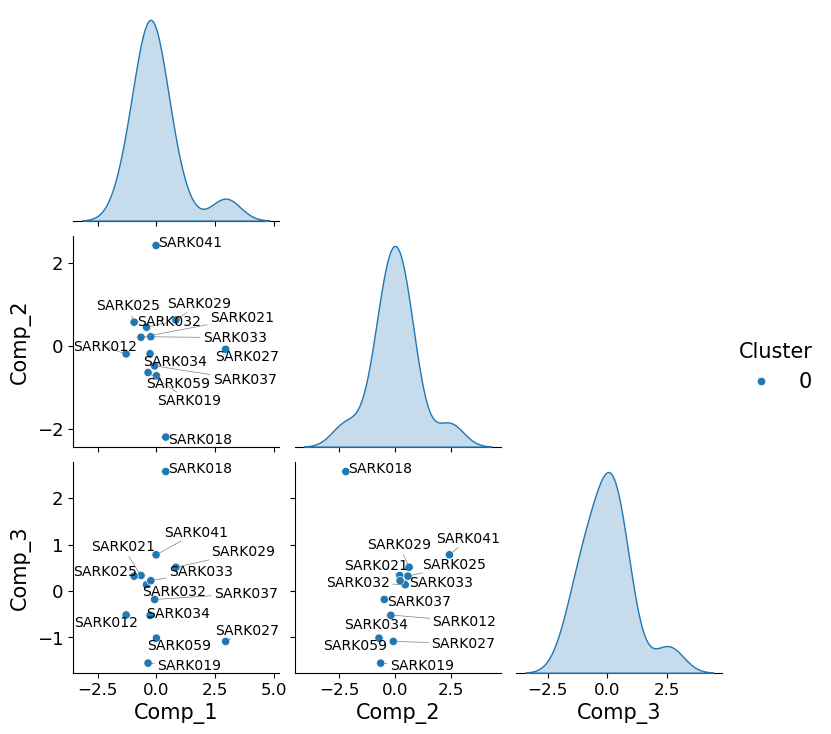 Comp_2
2
0
−2
SARK041
SARK025
SARK029
SARK032
SARK021
SARK033
SARK012
SARK027
SARK034
SARK037
SARK059
SARK019
SARK018
Cluster
0
Comp_3
2
1
0
−1
SARK018
SARK041
SARK021
SARK029
SARK025
SARK033
SARK032
SARK037
SARK034
SARK012
SARK027
SARK059
SARK019
SARK018
SARK041
SARK029
SARK021
SARK025
SARK032
SARK033
SARK037
SARK012
SARK034
SARK027
SARK059
SARK019
−2.5 0.0 2.5 5.0
−2.5 0.0 2.5
−2.5 0.0 2.5
Comp_1
Comp_2
Comp_3